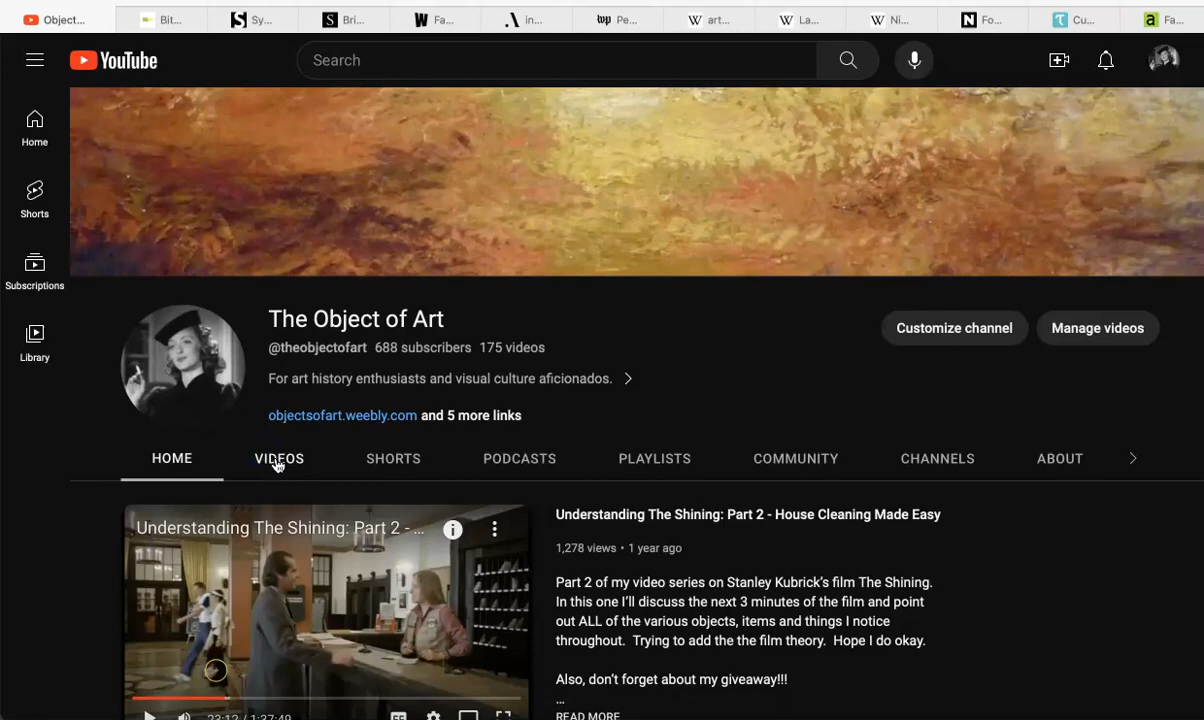 Object... Bit... Sy... Bri... Fa... in... Pe... art... La... Ni... Fo... Cu... Fa...
YouTube Search
Home
Shorts
Subscriptions
Library
The Object of Art
@theobjectofart 688 subscribers 175 videos
For art history enthusiasts and visual culture aficionados.
objectsofart.weebly.com and 5 more links
Customize channel Manage videos
HOME VIDEOS SHORTS PODCASTS PLAYLISTS COMMUNITY CHANNELS ABOUT
Understanding The Shining: Part 2 - ...
23:12 / 1:37:49
Understanding The Shining: Part 2 - House Cleaning Made Easy
1,278 views • 1 year ago
Part 2 of my video series on Stanley Kubrick's film The Shining.
In this one I'll discuss the next 3 minutes of the film and point
out ALL of the various objects, items and things I notice
throughout. Trying to add the the film theory. Hope I do okay.
Also, don't forget about my giveaway!!!
...
READ MORE